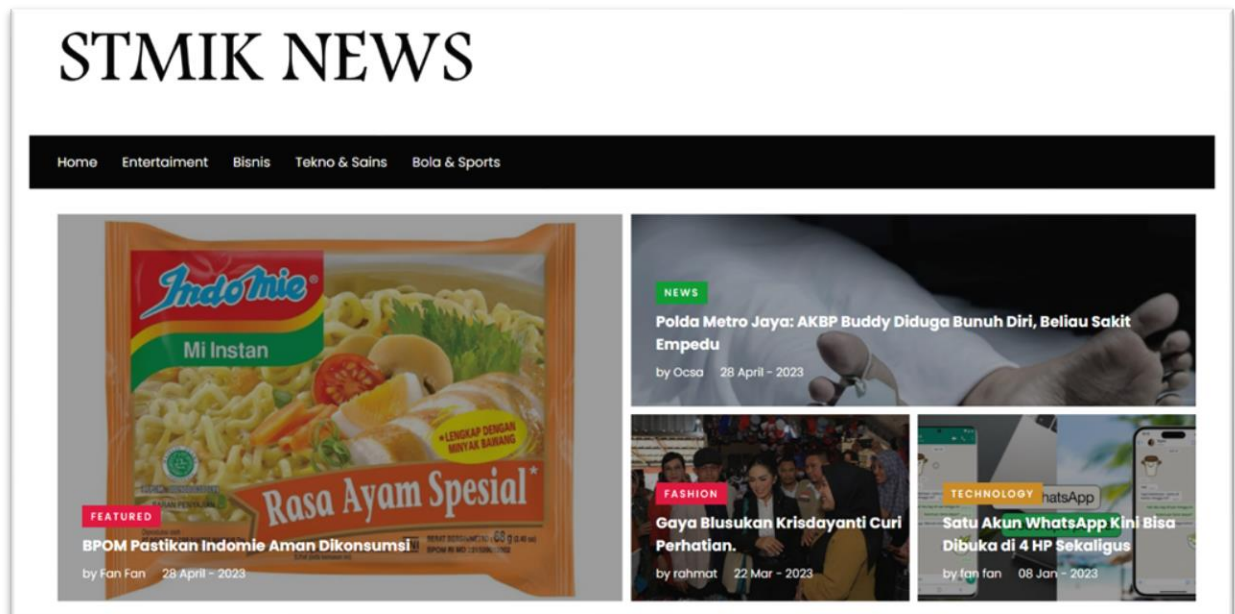 STMIK NEWS
Home Entertaiment Bisnis Tekno & Sains Bola & Sports
Indomie
Mi Instan
*LENGKAP DENGAN
MINYAK BAWANG
Rasa Ayam Spesial*
FEATURED
BPOM Pastikan Indomie Aman Dikonsumsi
by Fan Fan 28 April - 2023
NEWS
Polda Metro Jaya: AKBP Buddy Diduga Bunuh Diri, Beliau Sakit
Empedu
by Ocsa 28 April - 2023
FASHION
Gaya Blusukan Krisdayanti Curi
Perhatian.
by rahmat 22 Mar - 2023
TECHNOLOGY
hatsApp
Satu Akun WhatsApp Kini Bisa
Dibuka di 4 HP Sekaligus
by fan fan 08 Jan - 2023